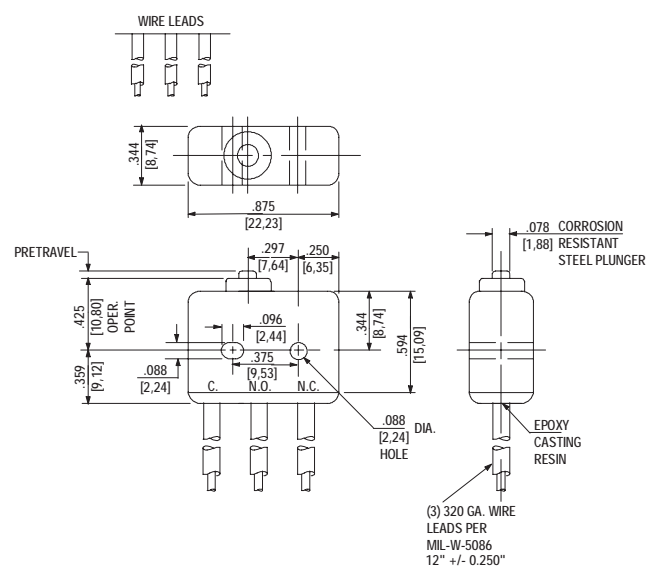 WIRE LEADS
.344
[8,74]
.875
[22,23]
.078 CORROSION
[1,88] RESISTANT
STEEL PLUNGER
PRETRAVEL
.297
[7,64]
.250
[6,35]
.425
[10,80]
OPER.
POINT
.096
[2,44]
.344
[8,74]
.594
[15,09]
.359
[9,12]
.088
[2,24]
.375
[9,53]
C. N.O. N.C.
.088 DIA.
[2,24]
HOLE
EPOXY
CASTING
RESIN
(3) 320 GA. WIRE
LEADS PER
MIL-W-5086
12" +/- 0.250"